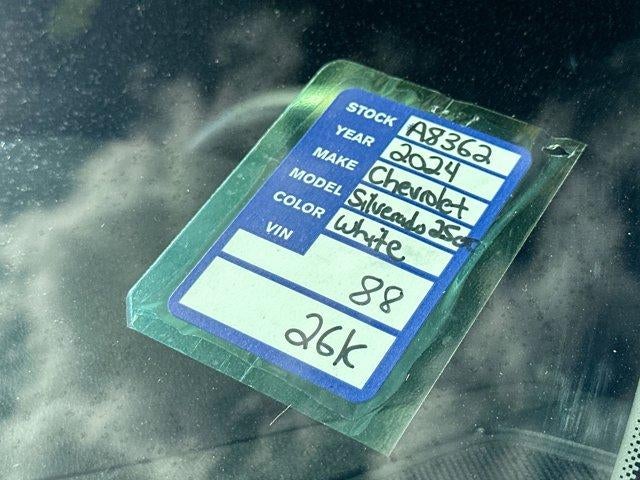 STOCK A8362
YEAR 2024
MAKE Chevrolet
MODEL Silverado 2500
COLOR White
VIN
88
26K